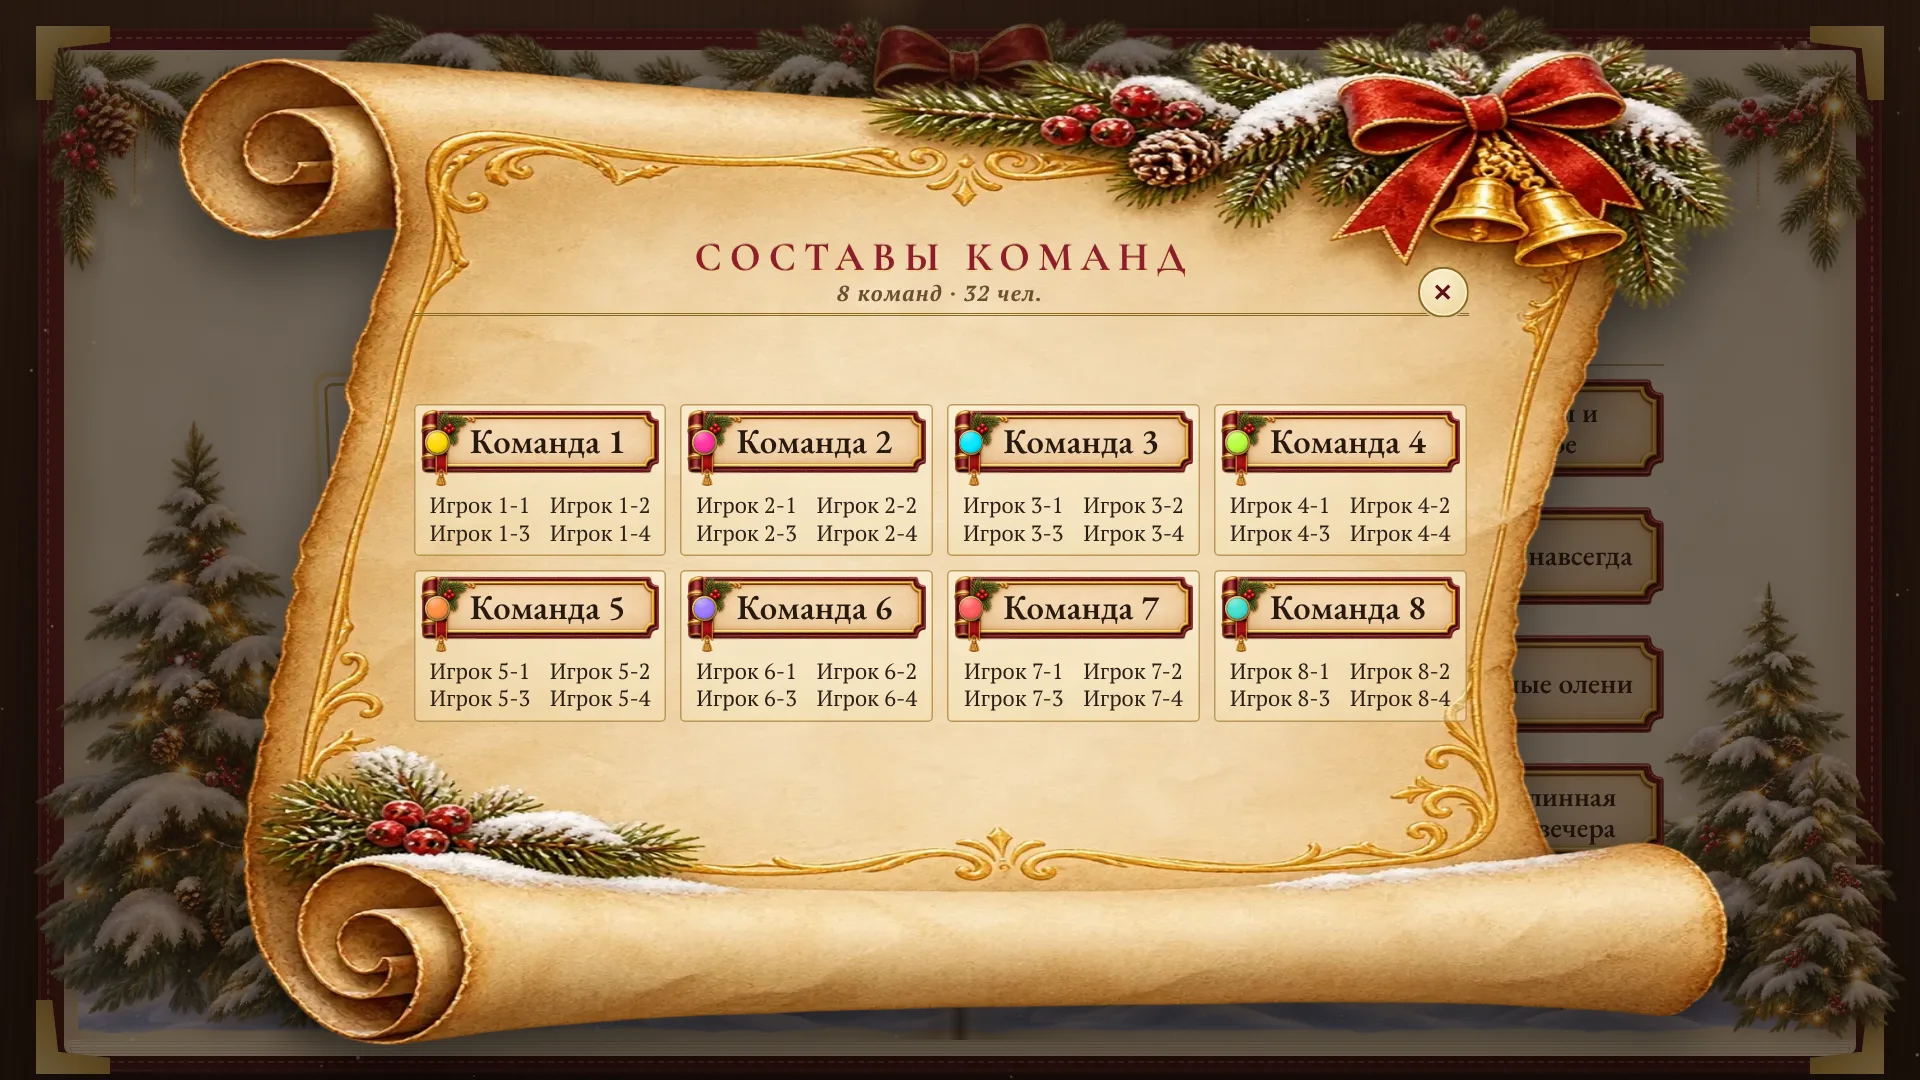 СОСТАВЫ КОМАНД
8 команд · 32 чел.
×
Команда 1
Игрок 1-1 Игрок 1-2
Игрок 1-3 Игрок 1-4
Команда 2
Игрок 2-1 Игрок 2-2
Игрок 2-3 Игрок 2-4
Команда 3
Игрок 3-1 Игрок 3-2
Игрок 3-3 Игрок 3-4
Команда 4
Игрок 4-1 Игрок 4-2
Игрок 4-3 Игрок 4-4
Команда 5
Игрок 5-1 Игрок 5-2
Игрок 5-3 Игрок 5-4
Команда 6
Игрок 6-1 Игрок 6-2
Игрок 6-3 Игрок 6-4
Команда 7
Игрок 7-1 Игрок 7-2
Игрок 7-3 Игрок 7-4
Команда 8
Игрок 8-1 Игрок 8-2
Игрок 8-3 Игрок 8-4
и
навсегда
олени
вечера